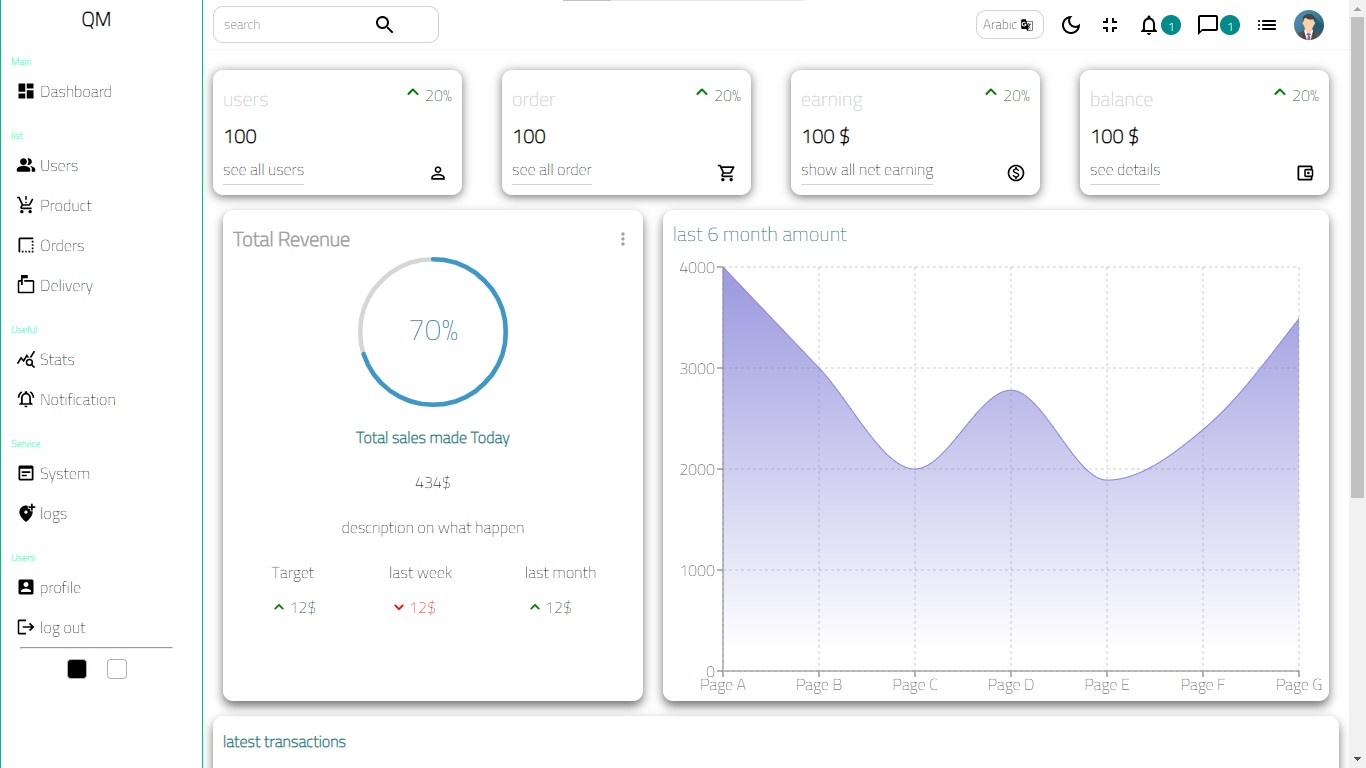 QM
Main
Dashboard
list
Users
Product
Orders
Delivery
Useful
Stats
Notification
Service
System
logs
Users
profile
log out
search
Arabic
1
1
users
20%
100
see all users
order
20%
100
see all order
earning
20%
100 $
show all net earning
balance
20%
100 $
see details
Total Revenue
70%
Total sales made Today
434$
description on what happen
Target last week last month
12$ 12$ 12$
last 6 month amount
4000
3000
2000
1000
0
Page A Page B Page C Page D Page E Page F Page G
latest transactions